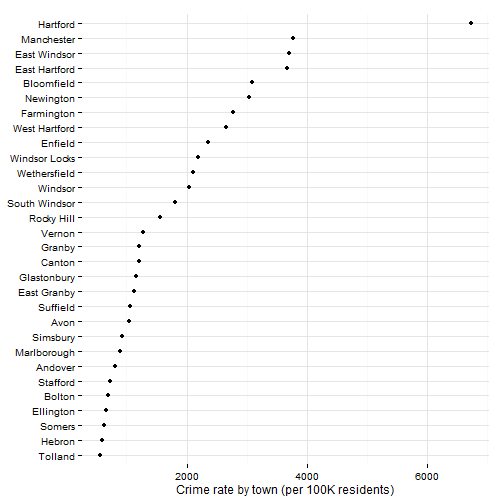 Hartford
Manchester
East Windsor
East Hartford
Bloomfield
Newington
Farmington
West Hartford
Enfield
Windsor Locks
Wethersfield
Windsor
South Windsor
Rocky Hill
Vernon
Granby
Canton
Glastonbury
East Granby
Suffield
Avon
Simsbury
Marlborough
Andover
Stafford
Bolton
Ellington
Somers
Hebron
Tolland
2000 4000 6000
Crime rate by town (per 100K residents)